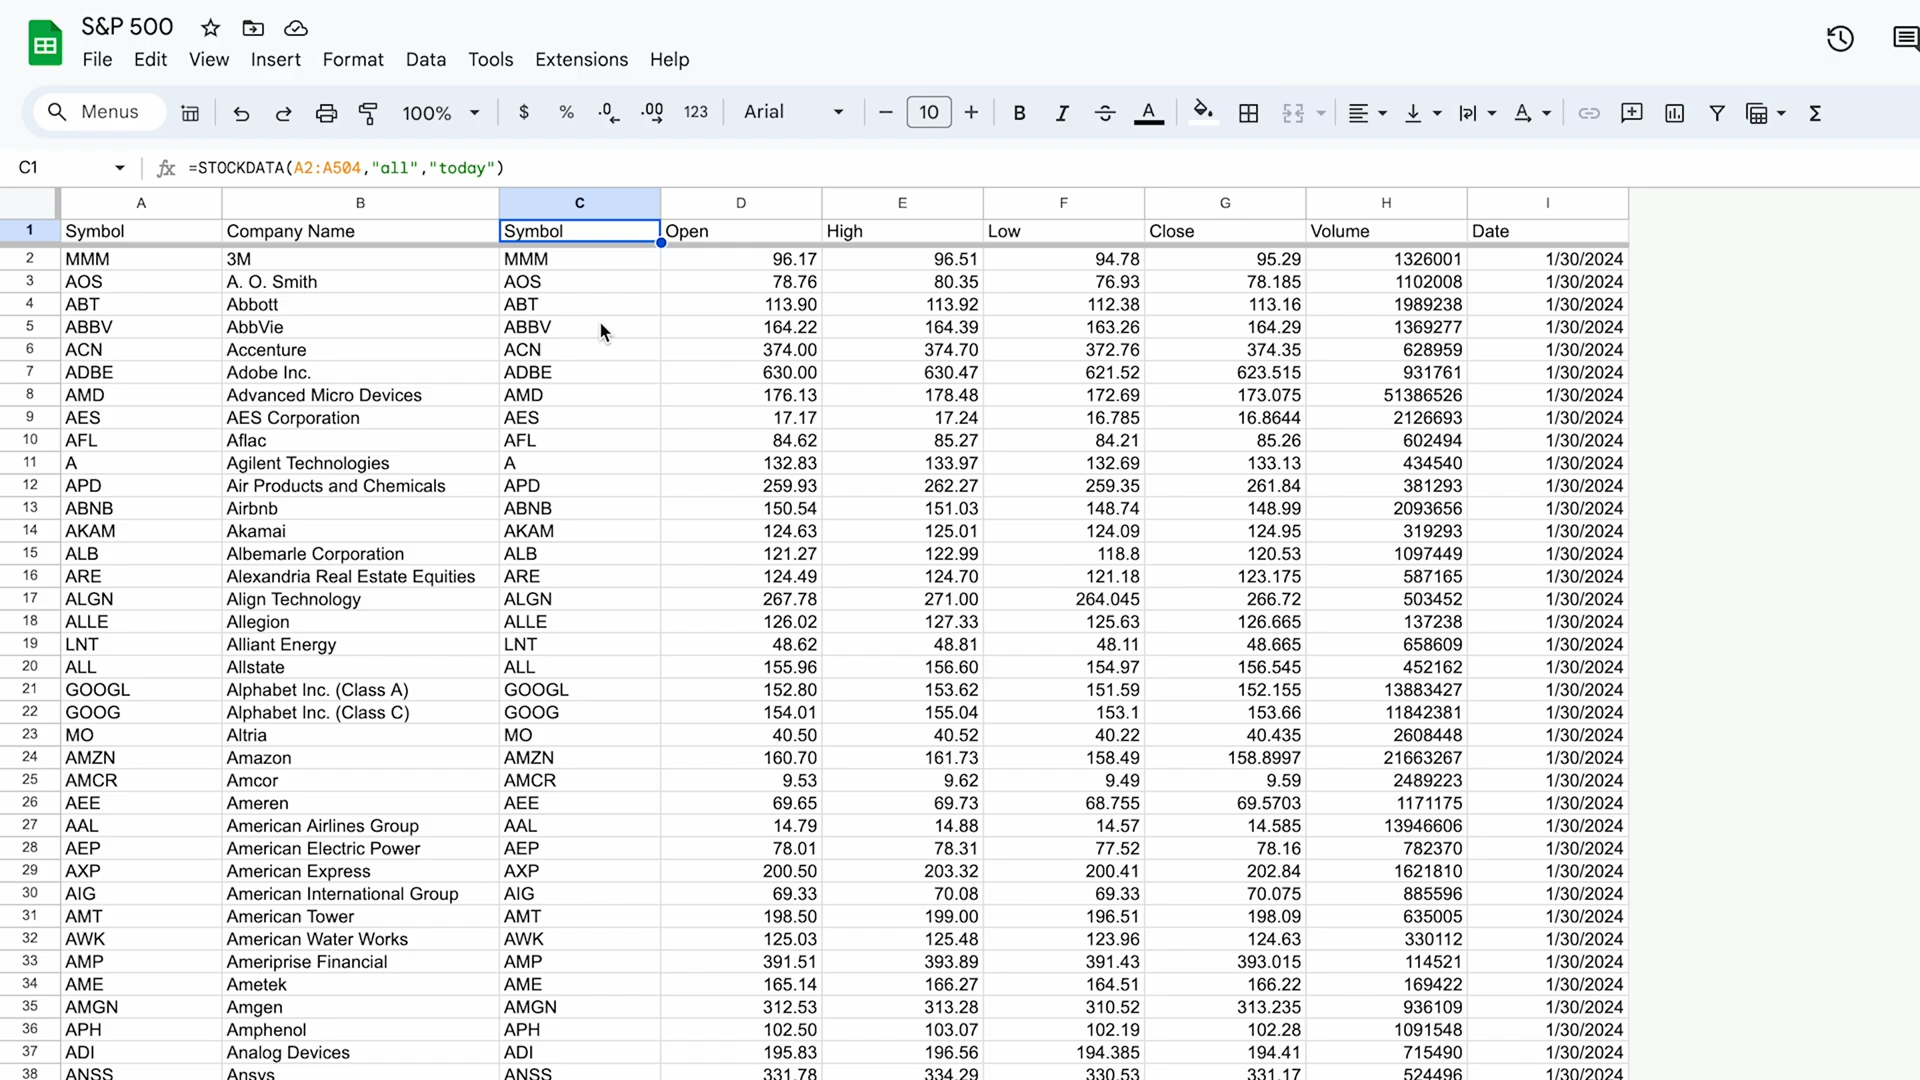 S&P 500
File Edit View Insert Format Data Tools Extensions Help
Menus 100% $ % .0 .00 123 Arial 10 B I S A Σ
C1 fx =STOCKDATA(A2:A504,"all","today")
A B C D E F G H I
1 Symbol Company Name Symbol Open High Low Close Volume Date
2 MMM 3M MMM 96.17 96.51 94.78 95.29 1326001 1/30/2024
3 AOS A. O. Smith AOS 78.76 80.35 76.93 78.185 1102008 1/30/2024
4 ABT Abbott ABT 113.90 113.92 112.38 113.16 1989238 1/30/2024
5 ABBV AbbVie ABBV 164.22 164.39 163.26 164.29 1369277 1/30/2024
6 ACN Accenture ACN 374.00 374.70 372.76 374.35 628959 1/30/2024
7 ADBE Adobe Inc. ADBE 630.00 630.47 621.52 623.515 931761 1/30/2024
8 AMD Advanced Micro Devices AMD 176.13 178.48 172.69 173.075 51386526 1/30/2024
9 AES AES Corporation AES 17.17 17.24 16.785 16.8644 2126693 1/30/2024
10 AFL Aflac AFL 84.62 85.27 84.21 85.26 602494 1/30/2024
11 A Agilent Technologies A 132.83 133.97 132.69 133.13 434540 1/30/2024
12 APD Air Products and Chemicals APD 259.93 262.27 259.35 261.84 381293 1/30/2024
13 ABNB Airbnb ABNB 150.54 151.03 148.74 148.99 2093656 1/30/2024
14 AKAM Akamai AKAM 124.63 125.01 124.09 124.95 319293 1/30/2024
15 ALB Albemarle Corporation ALB 121.27 122.99 118.8 120.53 1097449 1/30/2024
16 ARE Alexandria Real Estate Equities ARE 124.49 124.70 121.18 123.175 587165 1/30/2024
17 ALGN Align Technology ALGN 267.78 271.00 264.045 266.72 503452 1/30/2024
18 ALLE Allegion ALLE 126.02 127.33 125.63 126.665 137238 1/30/2024
19 LNT Alliant Energy LNT 48.62 48.81 48.11 48.665 658609 1/30/2024
20 ALL Allstate ALL 155.96 156.60 154.97 156.545 452162 1/30/2024
21 GOOGL Alphabet Inc. (Class A) GOOGL 152.80 153.62 151.59 152.155 13883427 1/30/2024
22 GOOG Alphabet Inc. (Class C) GOOG 154.01 155.04 153.1 153.66 11842381 1/30/2024
23 MO Altria MO 40.50 40.52 40.22 40.435 2608448 1/30/2024
24 AMZN Amazon AMZN 160.70 161.73 158.49 158.8997 21663267 1/30/2024
25 AMCR Amcor AMCR 9.53 9.62 9.49 9.59 2489223 1/30/2024
26 AEE Ameren AEE 69.65 69.73 68.755 69.5703 1171175 1/30/2024
27 AAL American Airlines Group AAL 14.79 14.88 14.57 14.585 13946606 1/30/2024
28 AEP American Electric Power AEP 78.01 78.31 77.52 78.16 782370 1/30/2024
29 AXP American Express AXP 200.50 203.32 200.41 202.84 1621810 1/30/2024
30 AIG American International Group AIG 69.33 70.08 69.33 70.075 885596 1/30/2024
31 AMT American Tower AMT 198.50 199.00 196.51 198.09 635005 1/30/2024
32 AWK American Water Works AWK 125.03 125.48 123.96 124.63 330112 1/30/2024
33 AMP Ameriprise Financial AMP 391.51 393.89 391.43 393.015 114521 1/30/2024
34 AME Ametek AME 165.14 166.27 164.51 166.22 169422 1/30/2024
35 AMGN Amgen AMGN 312.53 313.28 310.52 313.235 936109 1/30/2024
36 APH Amphenol APH 102.50 103.07 102.19 102.28 1091548 1/30/2024
37 ADI Analog Devices ADI 195.83 196.56 194.385 194.41 715490 1/30/2024
38 ANSS Ansys ANSS 331.78 334.29 330.53 331.17 524496 1/30/2024